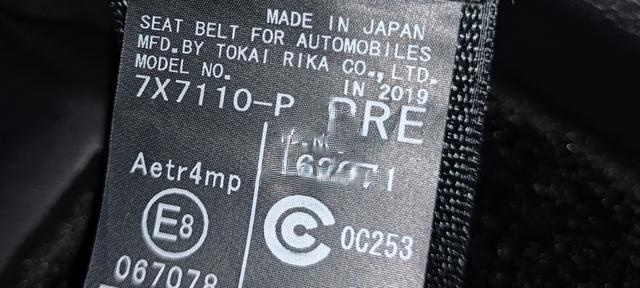 MADE IN JAPAN
SEAT BELT FOR AUTOMOBILES
MFD.BY TOKAI RIKA CO., LTD.
MODEL NO. IN 2019
7X7110-P PRE
Aetr4mp
E8 0C253
067078